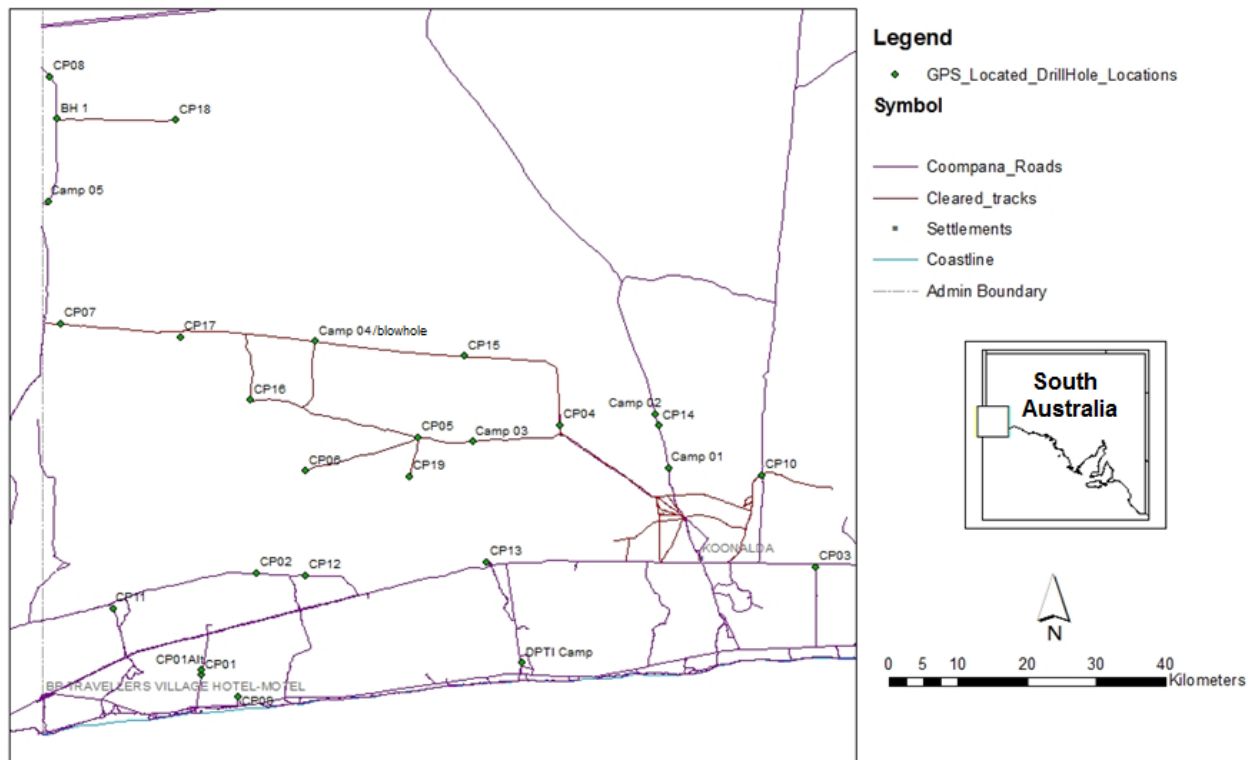 CP08
BH 1
CP18
Camp 05
CP07
CP17
Camp 04/blowhole
CP15
CP16
Camp 02
CP14
CP04
CP05
Camp 03
CP06
CP19
Camp 01
CP10
KOONALDA
CP02
CP12
CP13
CP03
CP11
CP01Alt
CP01
DPTI Camp
BP TRAVELLERS VILLAGE HOTEL-MOTEL
CP09
Legend
GPS_Located_DrillHole_Locations
Symbol
Coompana_Roads
Cleared_tracks
Settlements
Coastline
Admin Boundary
South
Australia
N
0 5 10 20 30 40
Kilometers